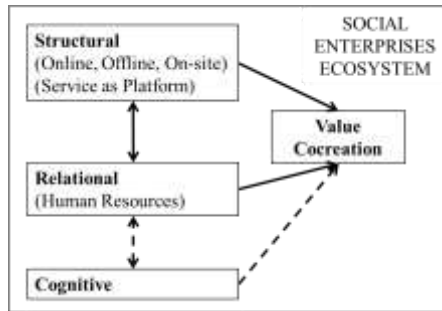 Structural
(Online, Offline, On-site)
(Service as Platform)
SOCIAL
ENTERPRISES
ECOSYSTEM
Value
Cocreation
Relational
(Human Resources)
Cognitive